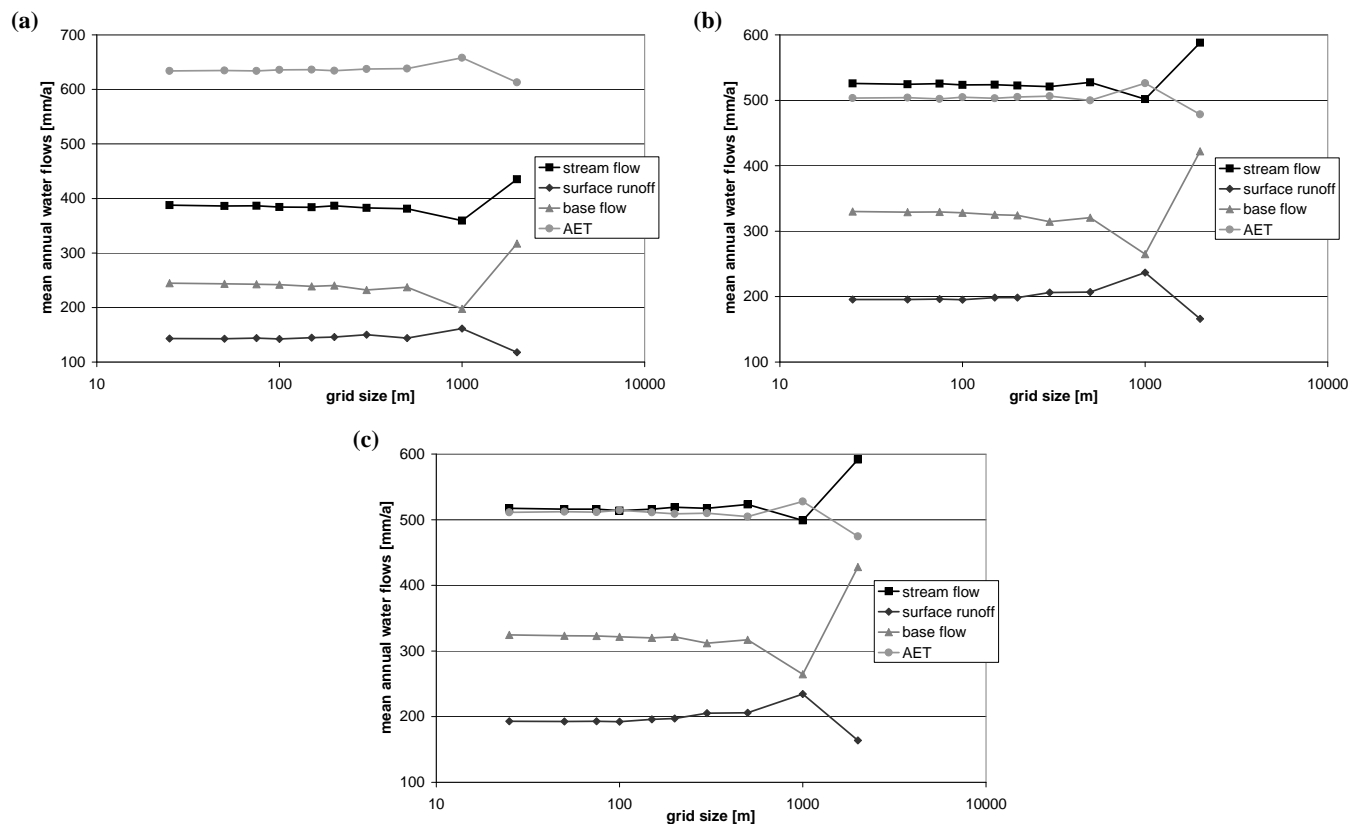 (a)
mean annual water flows [mm/a]
700
600
500
400
300
200
100
10
100
1000
10000
grid size [m]
stream flow
surface runoff
base flow
AET
(b)
mean annual water flows [mm/a]
600
500
400
300
200
100
10
100
1000
10000
grid size [m]
stream flow
surface runoff
base flow
AET
(c)
mean annual water flows [mm/a]
600
500
400
300
200
100
10
100
1000
10000
grid size [m]
stream flow
surface runoff
base flow
AET